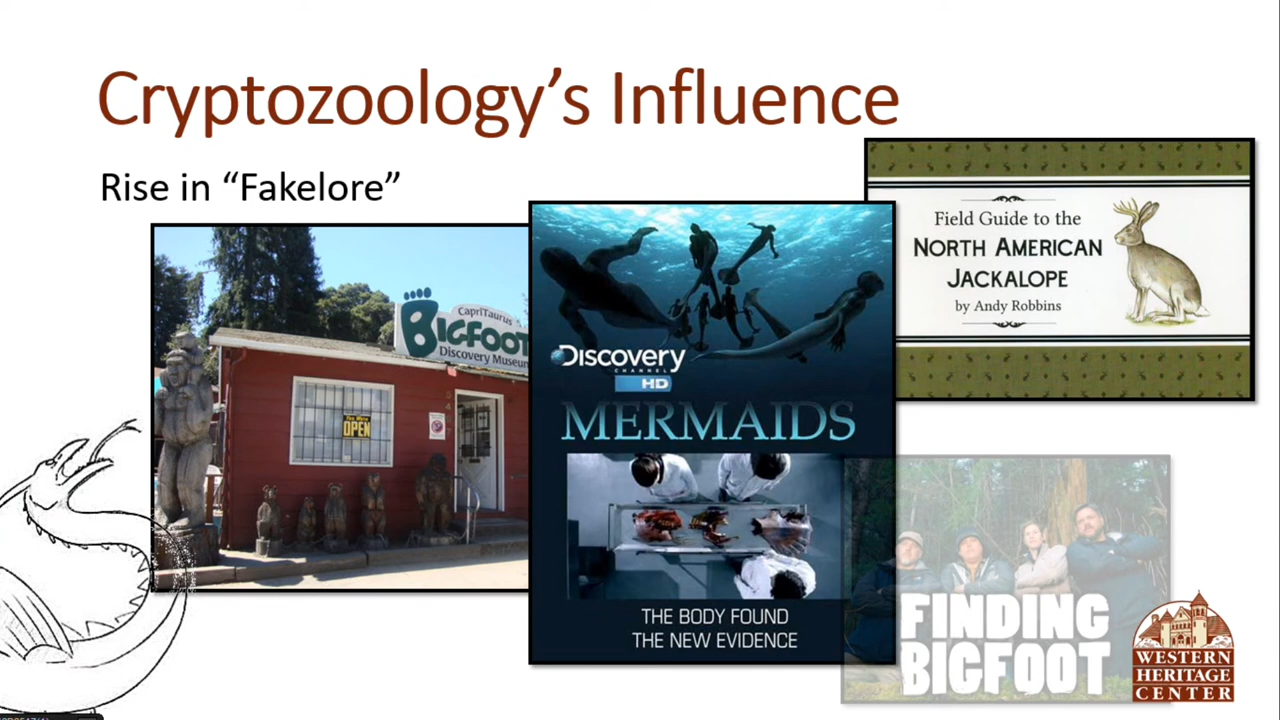 Cryptozoology's Influence
Rise in “Fakelore”
CapriTaurus
BIGFOOT
Discovery Museum
OPEN
Discovery
CHANNEL
HD
MERMAIDS
THE BODY FOUND
THE NEW EVIDENCE
Field Guide to the
NORTH AMERICAN
JACKALOPE
by Andy Robbins
FINDING
BIGFOOT
WESTERN
HERITAGE
CENTER